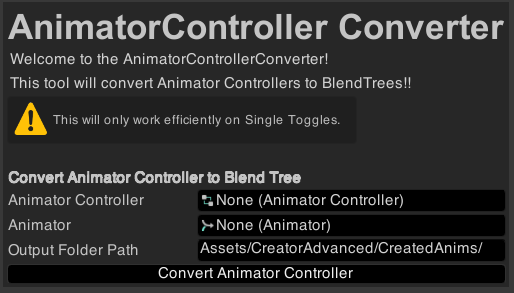 AnimatorController Converter
Welcome to the AnimatorControllerConverter!
This tool will convert Animator Controllers to BlendTrees!!
This will only work efficiently on Single Toggles.
Convert Animator Controller to Blend Tree
Animator Controller None (Animator Controller)
Animator None (Animator)
Output Folder Path Assets/CreatorAdvanced/CreatedAnims/
Convert Animator Controller